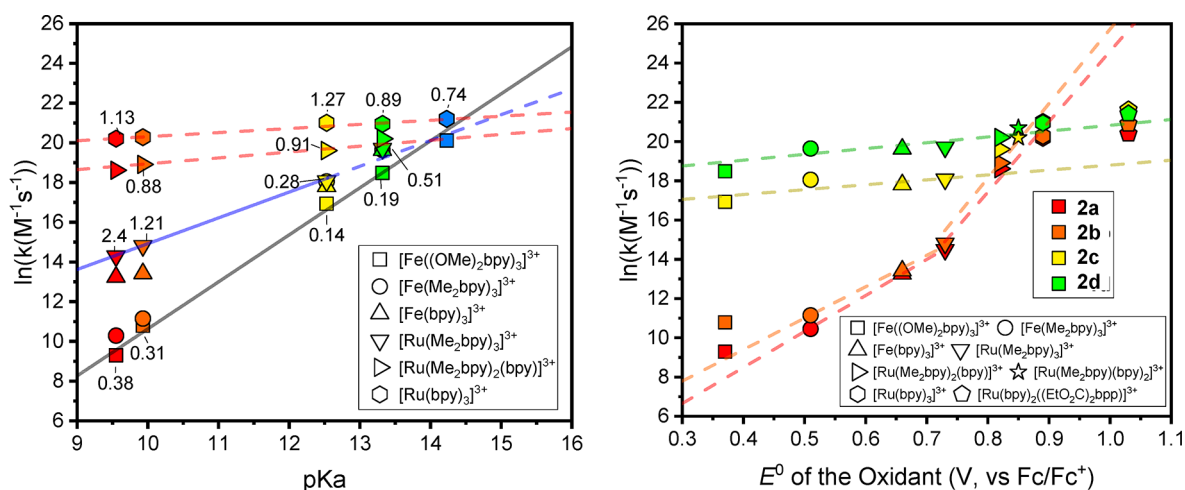 26
24
22
20
18
16
14
12
10
8
6
ln(k(M⁻¹s⁻¹))
1.13
1.27
0.89
0.74
0.91
0.88
0.51
0.28
0.19
1.21
2.4
0.14
0.31
0.38
[Fe((OMe)₂bpy)₃]³⁺
[Fe(Me₂bpy)₃]³⁺
[Fe(bpy)₃]³⁺
[Ru(Me₂bpy)₃]³⁺
[Ru(Me₂bpy)₂(bpy)]³⁺
[Ru(bpy)₃]³⁺
9 10 11 12 13 14 15 16
pKa
26
24
22
20
18
16
14
12
10
8
6
ln(k(M⁻¹s⁻¹))
2a
2b
2c
2d
[Fe((OMe)₂bpy)₃]³⁺ [Fe(Me₂bpy)₃]³⁺
[Fe(bpy)₃]³⁺ [Ru(Me₂bpy)₃]³⁺
[Ru(Me₂bpy)₂(bpy)]³⁺ [Ru(Me₂bpy)(bpy)₂]³⁺
[Ru(bpy)₃]³⁺ [Ru(bpy)₂((EtO₂C)₂bpp)]³⁺
0.3 0.4 0.5 0.6 0.7 0.8 0.9 1.0 1.1
E⁰ of the Oxidant (V, vs Fc/Fc⁺)